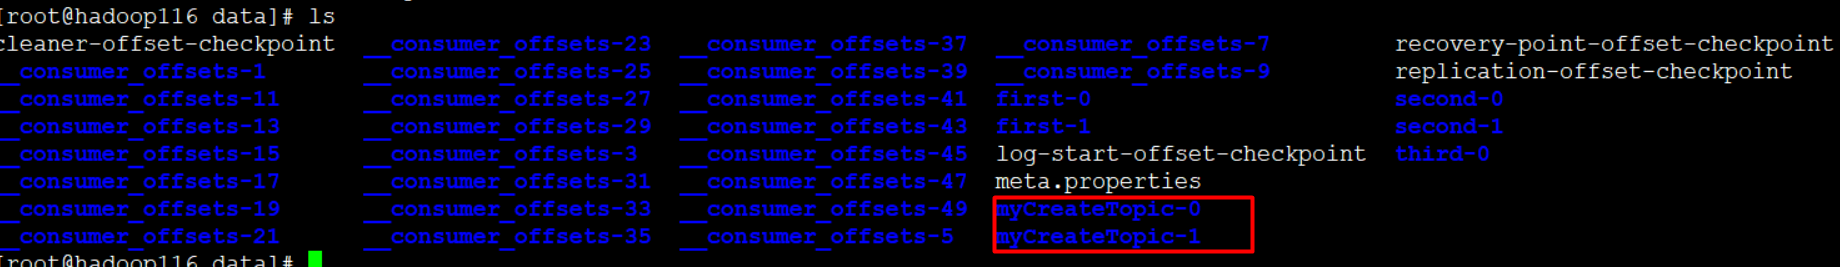 [root@hadoop116 data]# ls
cleaner-offset-checkpoint __consumer_offsets-23 __consumer_offsets-37 __consumer_offsets-7 recovery-point-offset-checkpoint
__consumer_offsets-1 __consumer_offsets-25 __consumer_offsets-39 __consumer_offsets-9 replication-offset-checkpoint
__consumer_offsets-11 __consumer_offsets-27 __consumer_offsets-41 first-0 second-0
__consumer_offsets-13 __consumer_offsets-29 __consumer_offsets-43 first-1 second-1
__consumer_offsets-15 __consumer_offsets-3 __consumer_offsets-45 log-start-offset-checkpoint third-0
__consumer_offsets-17 __consumer_offsets-31 __consumer_offsets-47 meta.properties
__consumer_offsets-19 __consumer_offsets-33 __consumer_offsets-49 myCreateTopic-0
__consumer_offsets-21 __consumer_offsets-35 __consumer_offsets-5 myCreateTopic-1
[root@hadoop116 data]#